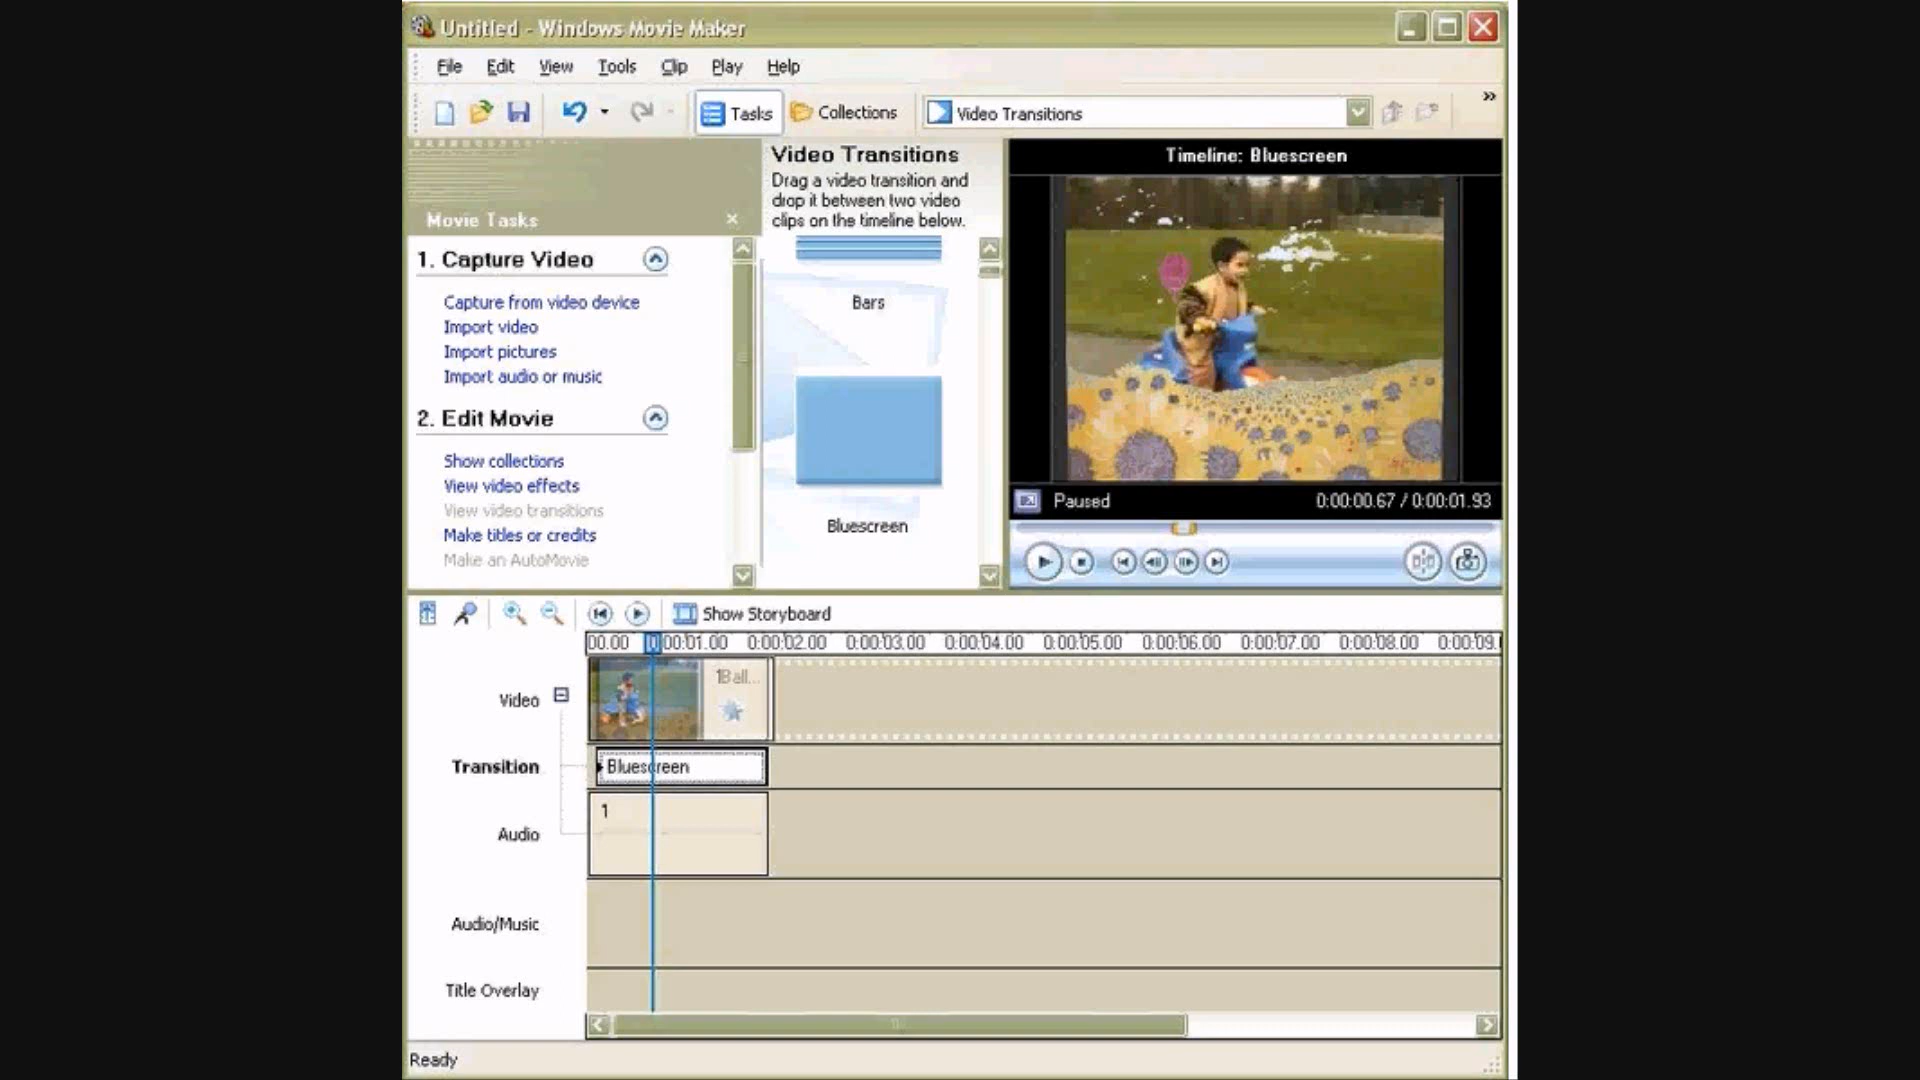 Untitled - Windows Movie Maker
File Edit View Tools Clip Play Help
Tasks Collections Video Transitions
Movie Tasks
1. Capture Video
Capture from video device
Import video
Import pictures
Import audio or music
2. Edit Movie
Show collections
View video effects
View video transitions
Make titles or credits
Make an AutoMovie
Video Transitions
Drag a video transition and
drop it between two video
clips on the timeline below.
Bars
Bluescreen
Timeline: Bluescreen
Paused 0:00:00.67 / 0:00:01.93
Show Storyboard
00.00 0:00:01.00 0:00:02.00 0:00:03.00 0:00:04.00 0:00:05.00 0:00:06.00 0:00:07.00 0:00:08.00 0:00:09.
Video
1Ball...
Transition
Bluescreen
Audio
1
Audio/Music
Title Overlay
Ready